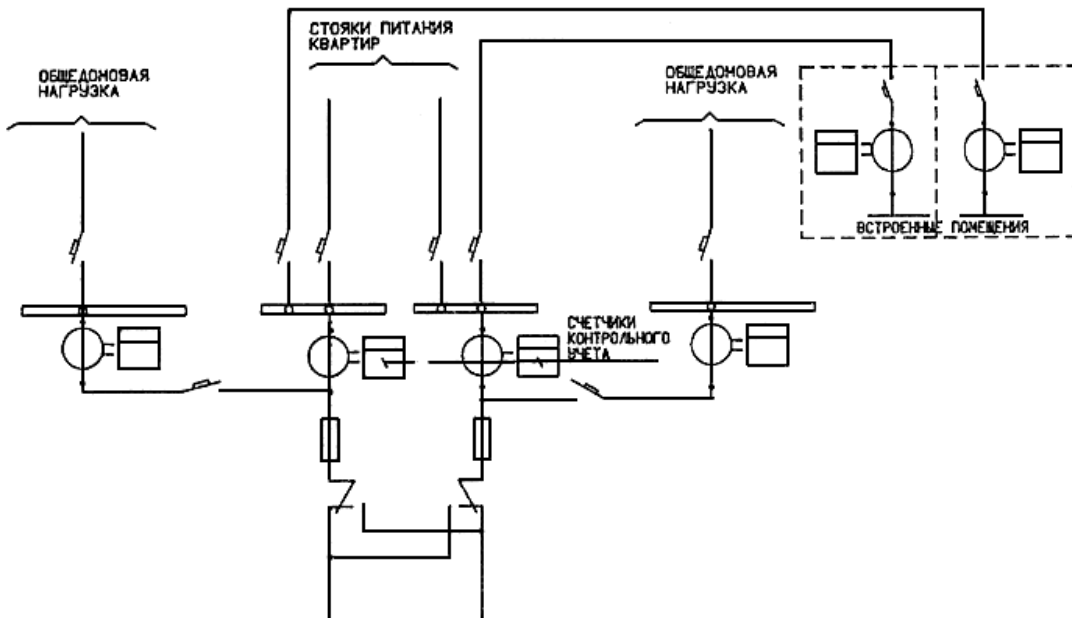 СТОЯКИ ПИТАНИЯ
КВАРТИР
ОБЩЕДОМОВАЯ
НАГРУЗКА
ОБЩЕДОМОВАЯ
НАГРУЗКА
ВСТРОЕННЫЕ ПОМЕЩЕНИЯ
СЧЕТЧИКИ
КОНТРОЛЬНОГО
УЧЕТА